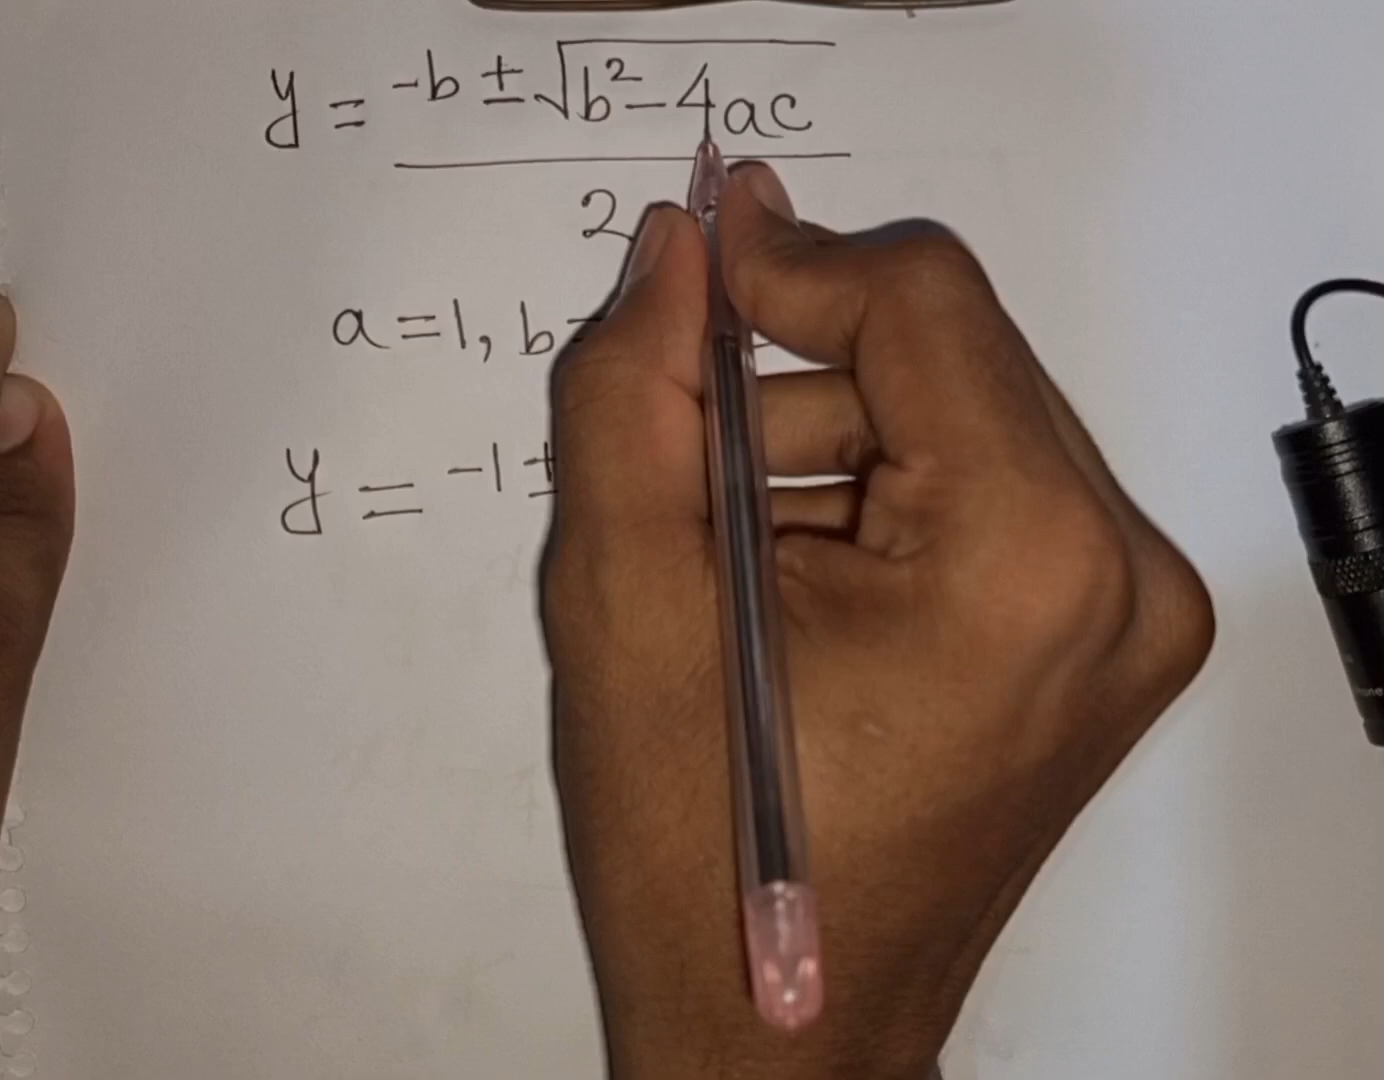 y = -b ± √b² - 4ac
2
a = 1, b =
y = -1 ±